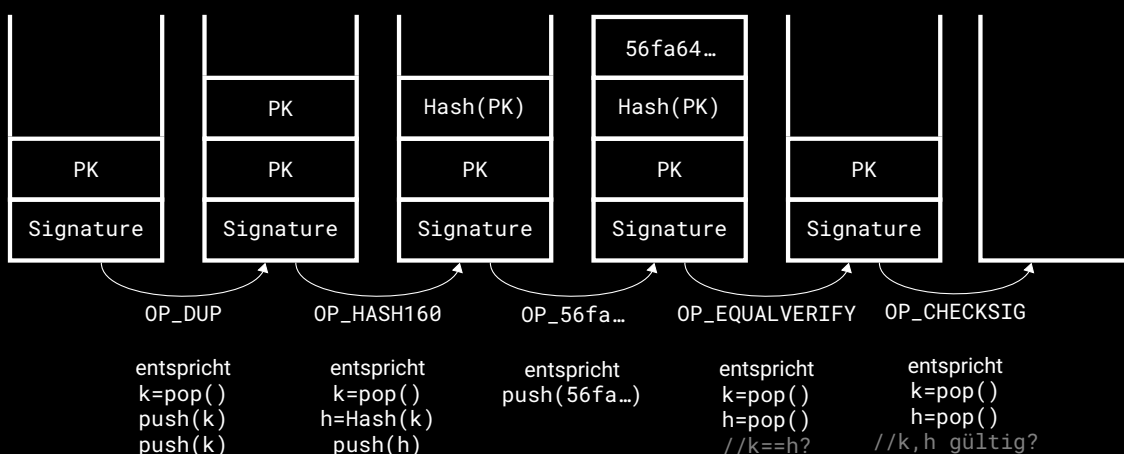 56fa64…
PK Hash(PK) Hash(PK)
PK PK PK PK PK
Signature Signature Signature Signature Signature
OP_DUP OP_HASH160 OP_56fa… OP_EQUALVERIFY OP_CHECKSIG
entspricht entspricht entspricht entspricht entspricht
k=pop() k=pop() push(56fa…) k=pop() k=pop()
push(k) h=Hash(k) h=pop() h=pop()
push(k) push(h) //k==h? //k,h gültig?